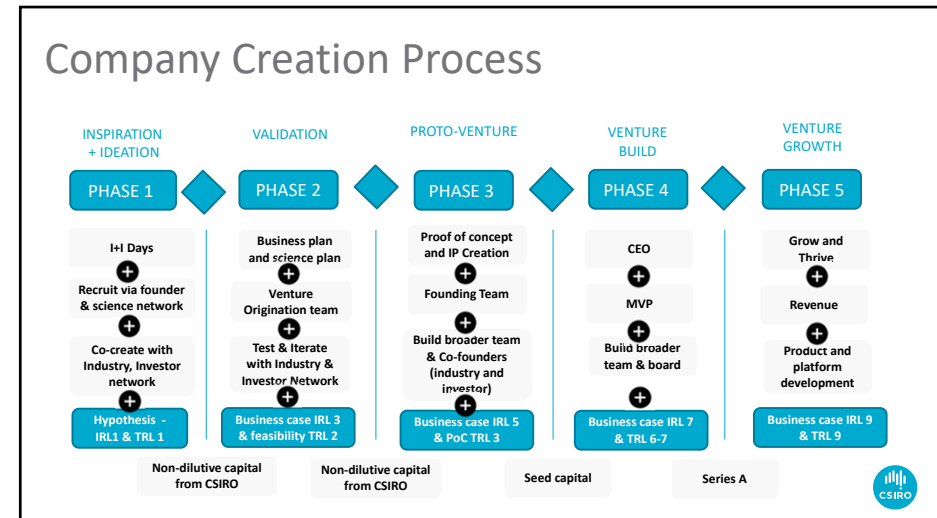 Company Creation Process
INSPIRATION
+ IDEATION
VALIDATION
PROTO-VENTURE
VENTURE
BUILD
VENTURE
GROWTH
PHASE 1
PHASE 2
PHASE 3
PHASE 4
PHASE 5
I+I Days
Recruit via founder
& science network
Co-create with
Industry, Investor
network
Hypothesis -
IRL1 & TRL 1
Business plan
and science plan
Venture
Origination team
Test & Iterate
with Industry &
Investor Network
Business case IRL 3
& feasibility TRL 2
Proof of concept
and IP Creation
Founding Team
Build broader team
& Co-founders
(industry and
investor)
Business case IRL 5
& PoC TRL 3
CEO
MVP
Build broader
team & board
Business case IRL 7
& TRL 6-7
Grow and
Thrive
Revenue
Product and
platform
development
Business case IRL 9
& TRL 9
Non-dilutive capital
from CSIRO
Non-dilutive capital
from CSIRO
Seed capital
Series A
CSIRO